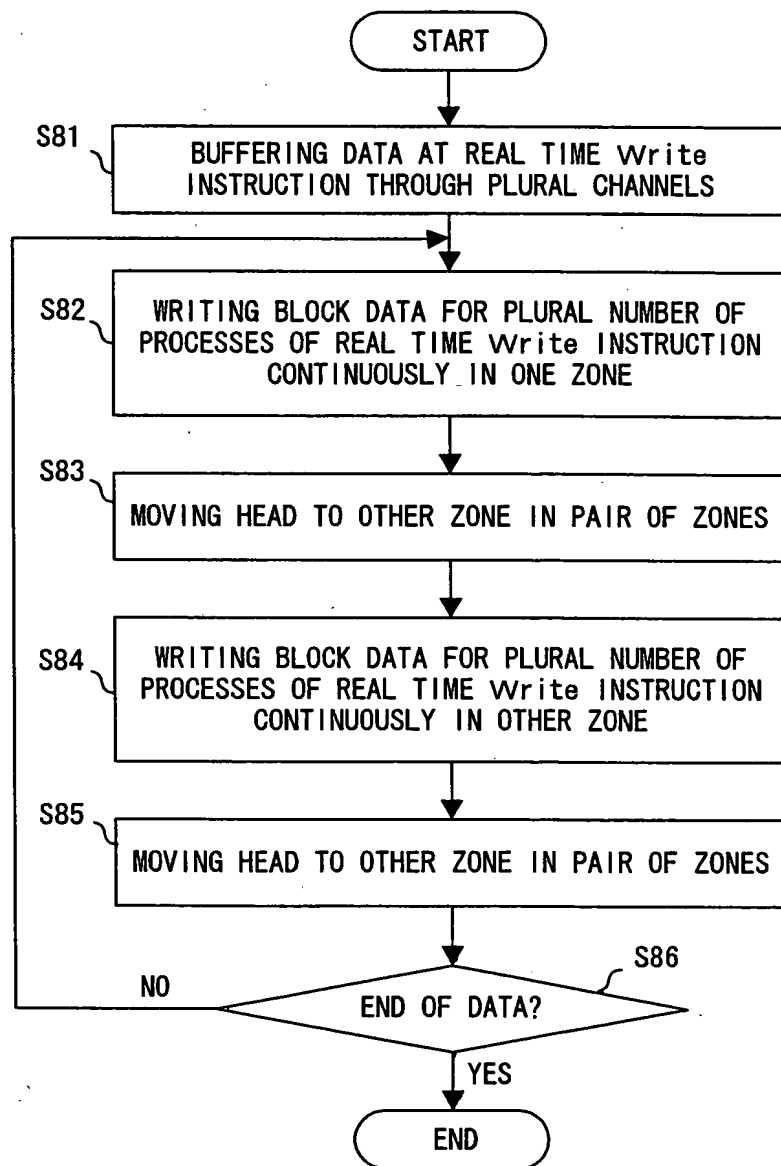 START
S81
BUFFERING DATA AT REAL TIME Write
INSTRUCTION THROUGH PLURAL CHANNELS
S82
WRITING BLOCK DATA FOR PLURAL NUMBER OF
PROCESSES OF REAL TIME Write INSTRUCTION
CONTINUOUSLY IN ONE ZONE
S83
MOVING HEAD TO OTHER ZONE IN PAIR OF ZONES
S84
WRITING BLOCK DATA FOR PLURAL NUMBER OF
PROCESSES OF REAL TIME Write INSTRUCTION
CONTINUOUSLY IN OTHER ZONE
S85
MOVING HEAD TO OTHER ZONE IN PAIR OF ZONES
S86
NO
END OF DATA?
YES
END